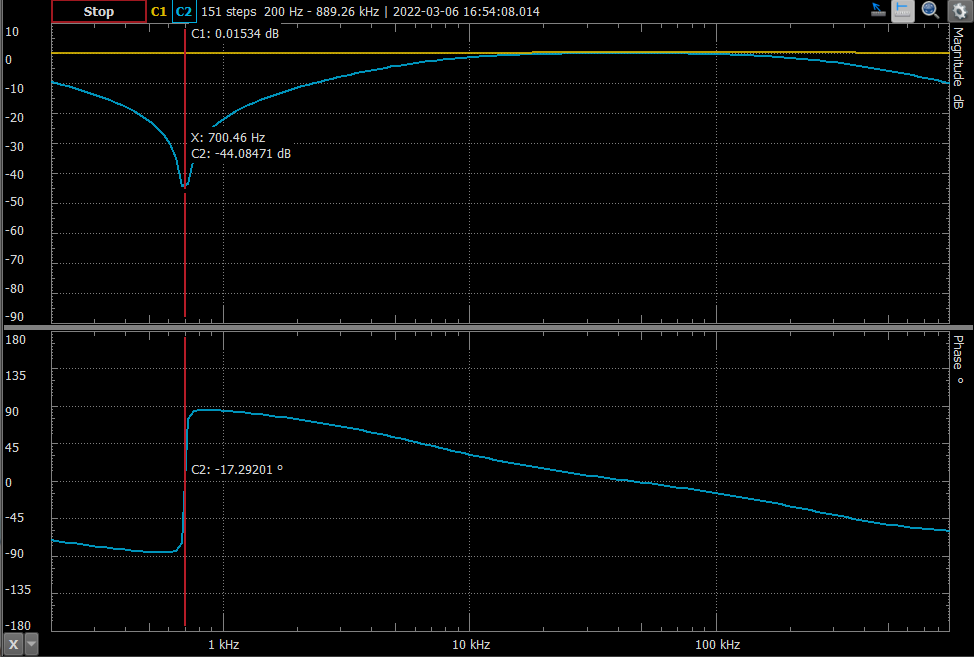 Stop C1 C2 151 steps 200 Hz - 889.26 kHz | 2022-03-06 16:54:08.014
C1: 0.01534 dB
10
0
-10
-20
-30
-40
-50
-60
-70
-80
-90
Magnitude dB
X: 700.46 Hz
C2: -44.08471 dB
180
135
90
45
0
-45
-90
-135
-180
Phase º
C2: -17.29201 º
X
1 kHz
10 kHz
100 kHz